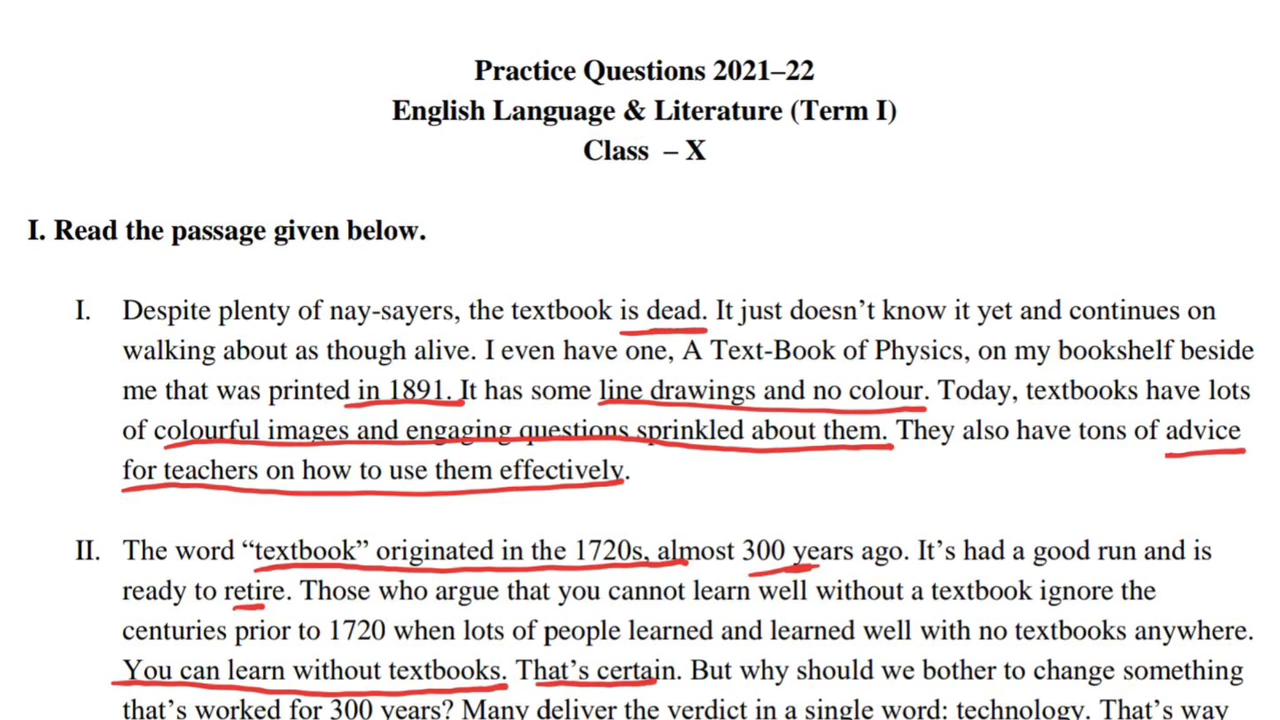 Practice Questions 2021–22
English Language & Literature (Term I)
Class – X
I. Read the passage given below.
I. Despite plenty of nay-sayers, the textbook is dead. It just doesn’t know it yet and continues on
walking about as though alive. I even have one, A Text-Book of Physics, on my bookshelf beside
me that was printed in 1891. It has some line drawings and no colour. Today, textbooks have lots
of colourful images and engaging questions sprinkled about them. They also have tons of advice
for teachers on how to use them effectively.
II. The word “textbook” originated in the 1720s, almost 300 years ago. It’s had a good run and is
ready to retire. Those who argue that you cannot learn well without a textbook ignore the
centuries prior to 1720 when lots of people learned and learned well with no textbooks anywhere.
You can learn without textbooks. That’s certain. But why should we bother to change something
that’s worked for 300 years? Many deliver the verdict in a single word: technology. That’s way